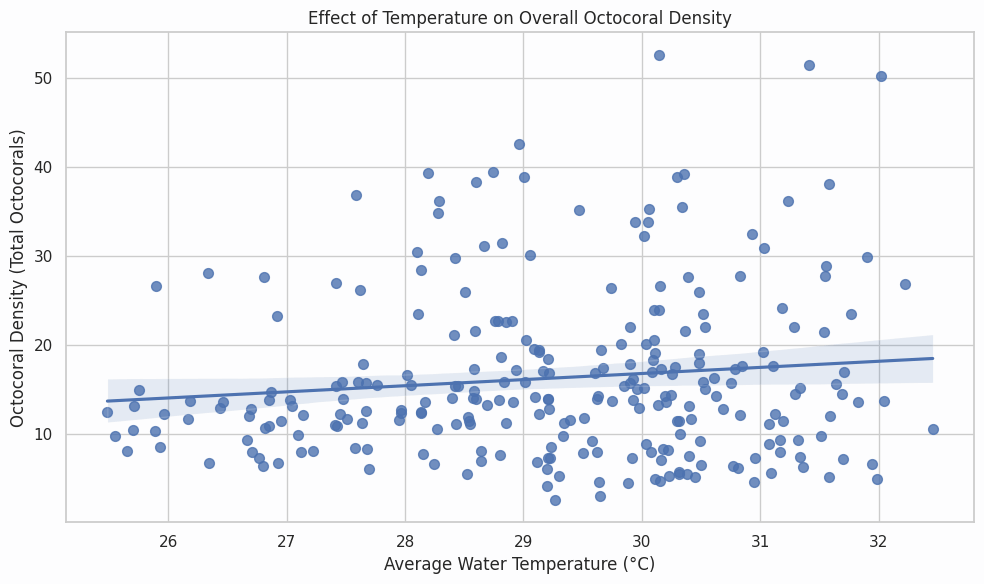 Effect of Temperature on Overall Octocoral Density
Octocoral Density (Total Octocorals)
50
40
30
20
10
26 27 28 29 30 31 32
Average Water Temperature (°C)